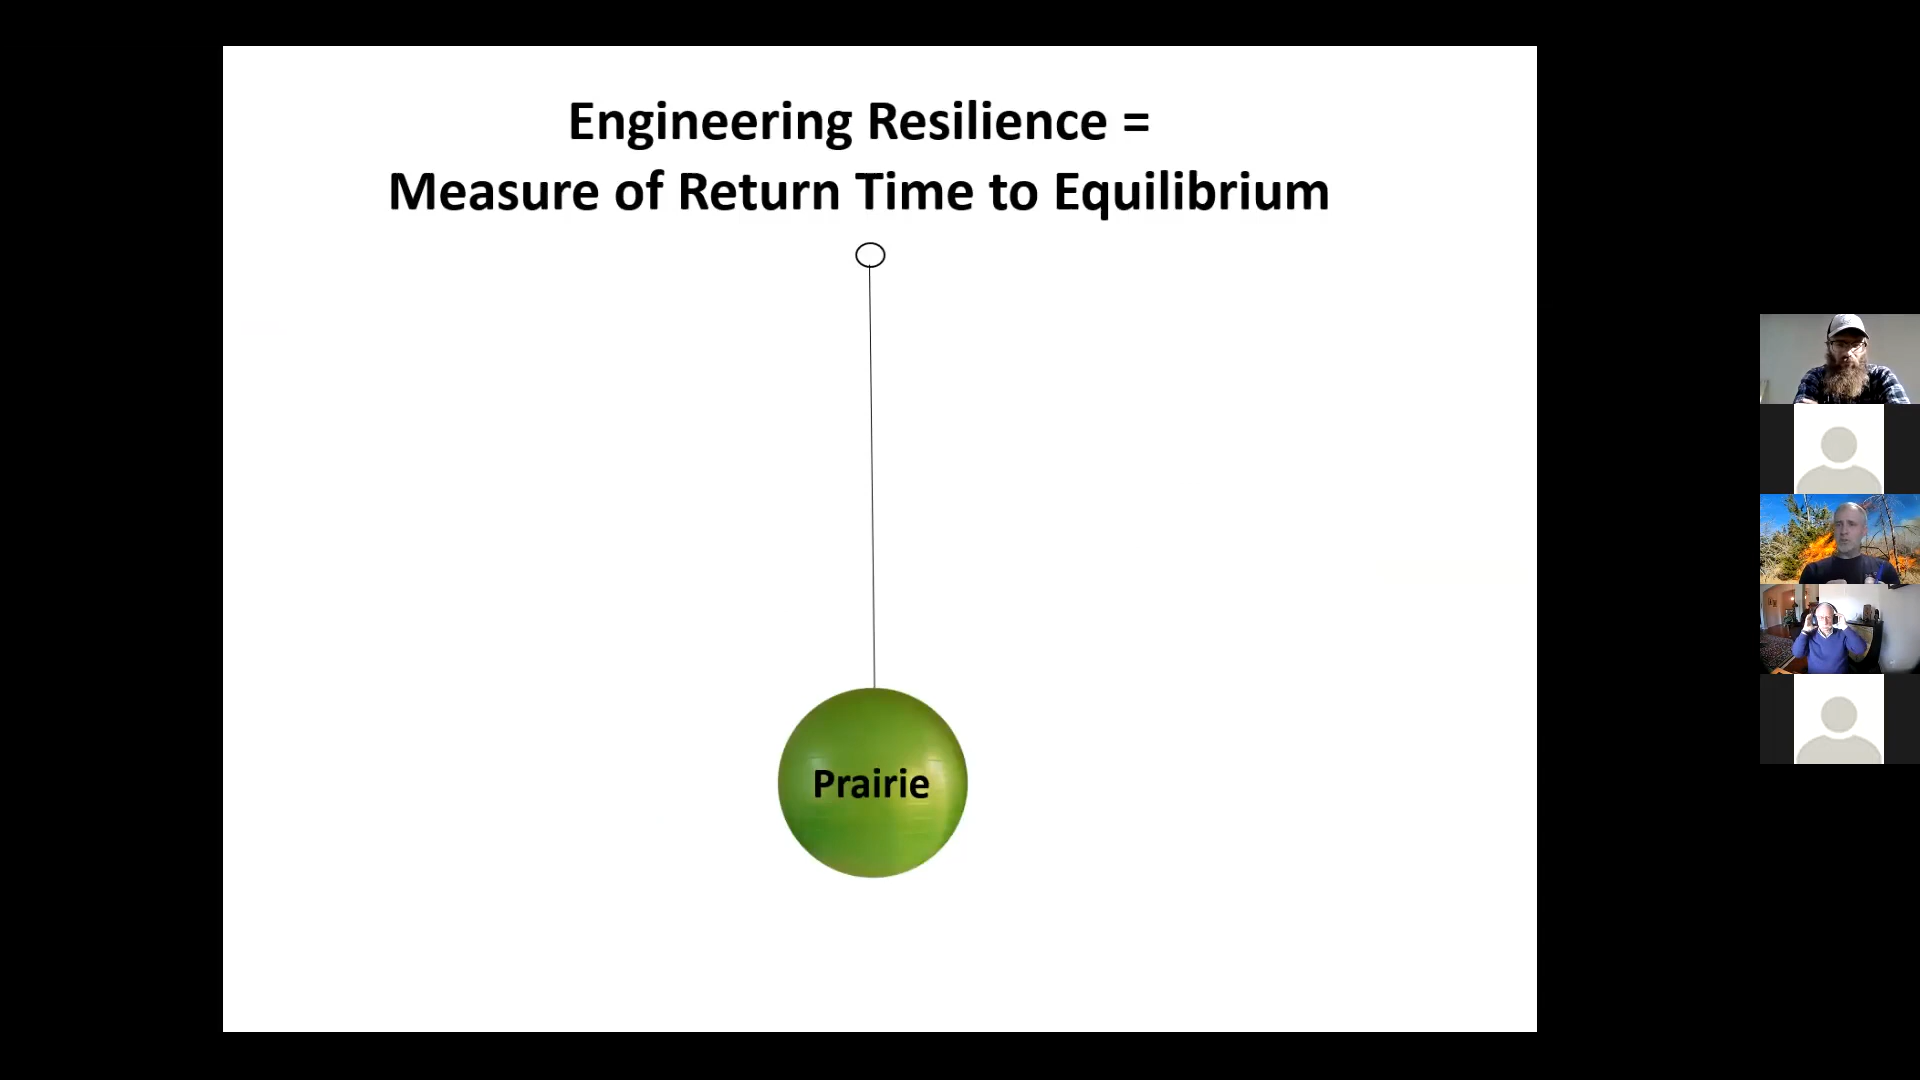 Engineering Resilience =
Measure of Return Time to Equilibrium
Prairie